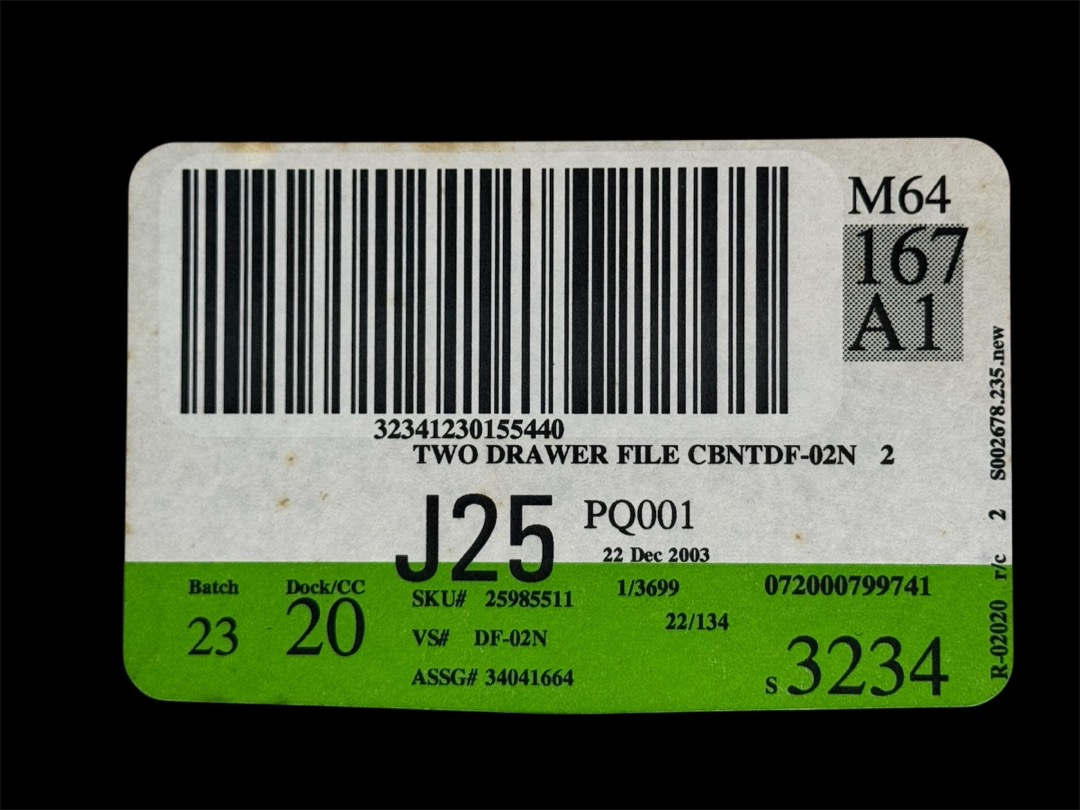 M64
167
A1
32341230155440
TWO DRAWER FILE CBNTDF-02N 2
J25 PQ001
22 Dec 2003
Batch Dock/CC
23 20
SKU# 25985511 1/3699 072000799741
22/134
VS# DF-02N
ASSG# 34041664
S 3234
R-02020 r/c 2 S002678.235.new